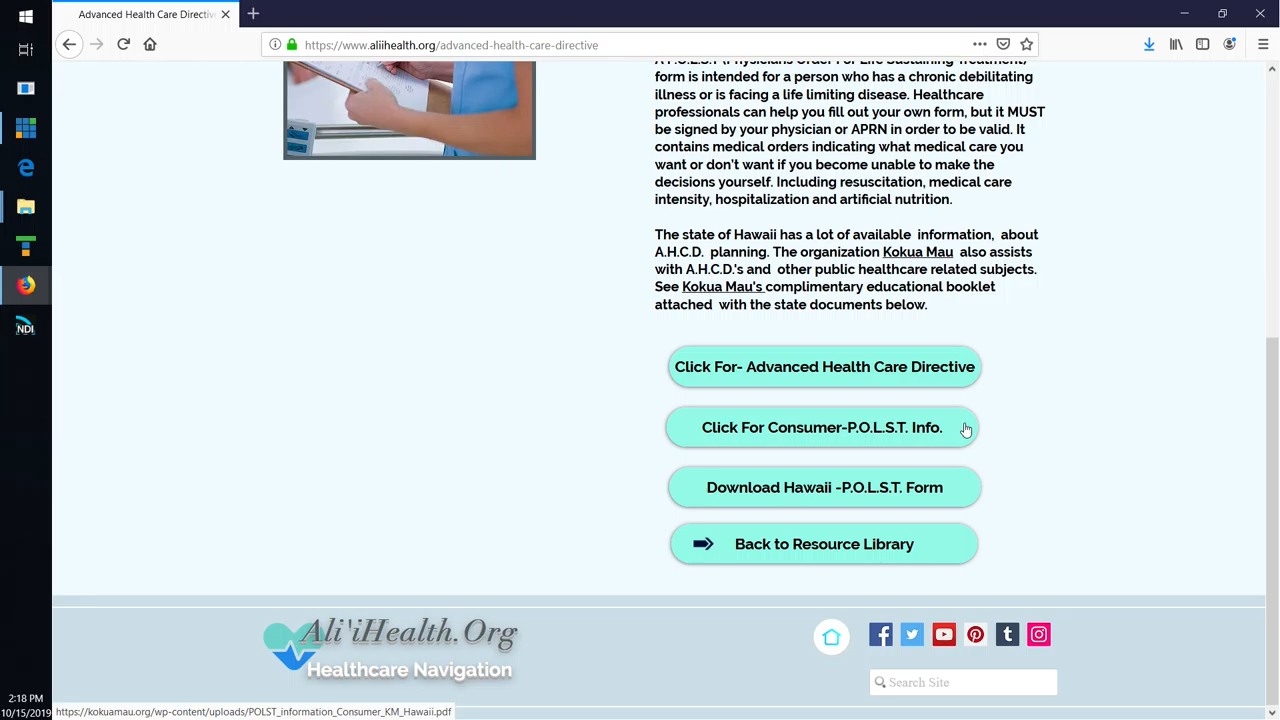 Advanced Health Care Directive
https://www.aliihealth.org/advanced-health-care-directive
A P.O.L.S.T (Physicians Order For Life Sustaining Treatment)
form is intended for a person who has a chronic debilitating
illness or is facing a life limiting disease. Healthcare
professionals can help you fill out your own form, but it MUST
be signed by your physician or APRN in order to be valid. It
contains medical orders indicating what medical care you
want or don't want if you become unable to make the
decisions yourself. Including resuscitation, medical care
intensity, hospitalization and artificial nutrition.
The state of Hawaii has a lot of available information, about
A.H.C.D. planning. The organization Kokua Mau also assists
with A.H.C.D.'s and other public healthcare related subjects.
See Kokua Mau's complimentary educational booklet
attached with the state documents below.
Click For- Advanced Health Care Directive
Click For Consumer-P.O.L.S.T. Info.
Download Hawaii -P.O.L.S.T. Form
Back to Resource Library
Ali'iHealth.Org
Healthcare Navigation
Search Site
NDI
2:18 PM
10/15/2019
https://kokuamau.org/wp-content/uploads/POLST_information_Consumer_KM_Hawaii.pdf